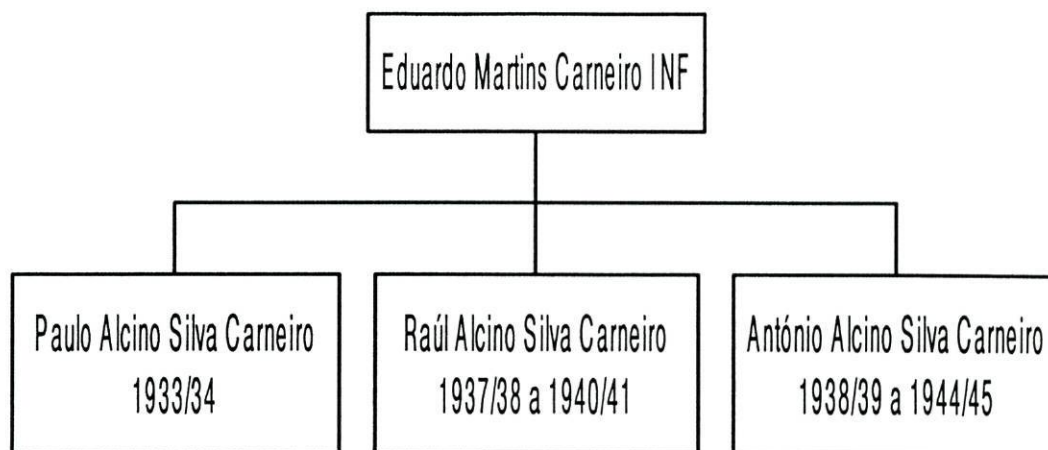 Eduardo Martins Carneiro INF
Paulo Alcino Silva Carneiro
1933/34
Raúl Alcino Silva Carneiro
1937/38 a 1940/41
António Alcino Silva Carneiro
1938/39 a 1944/45